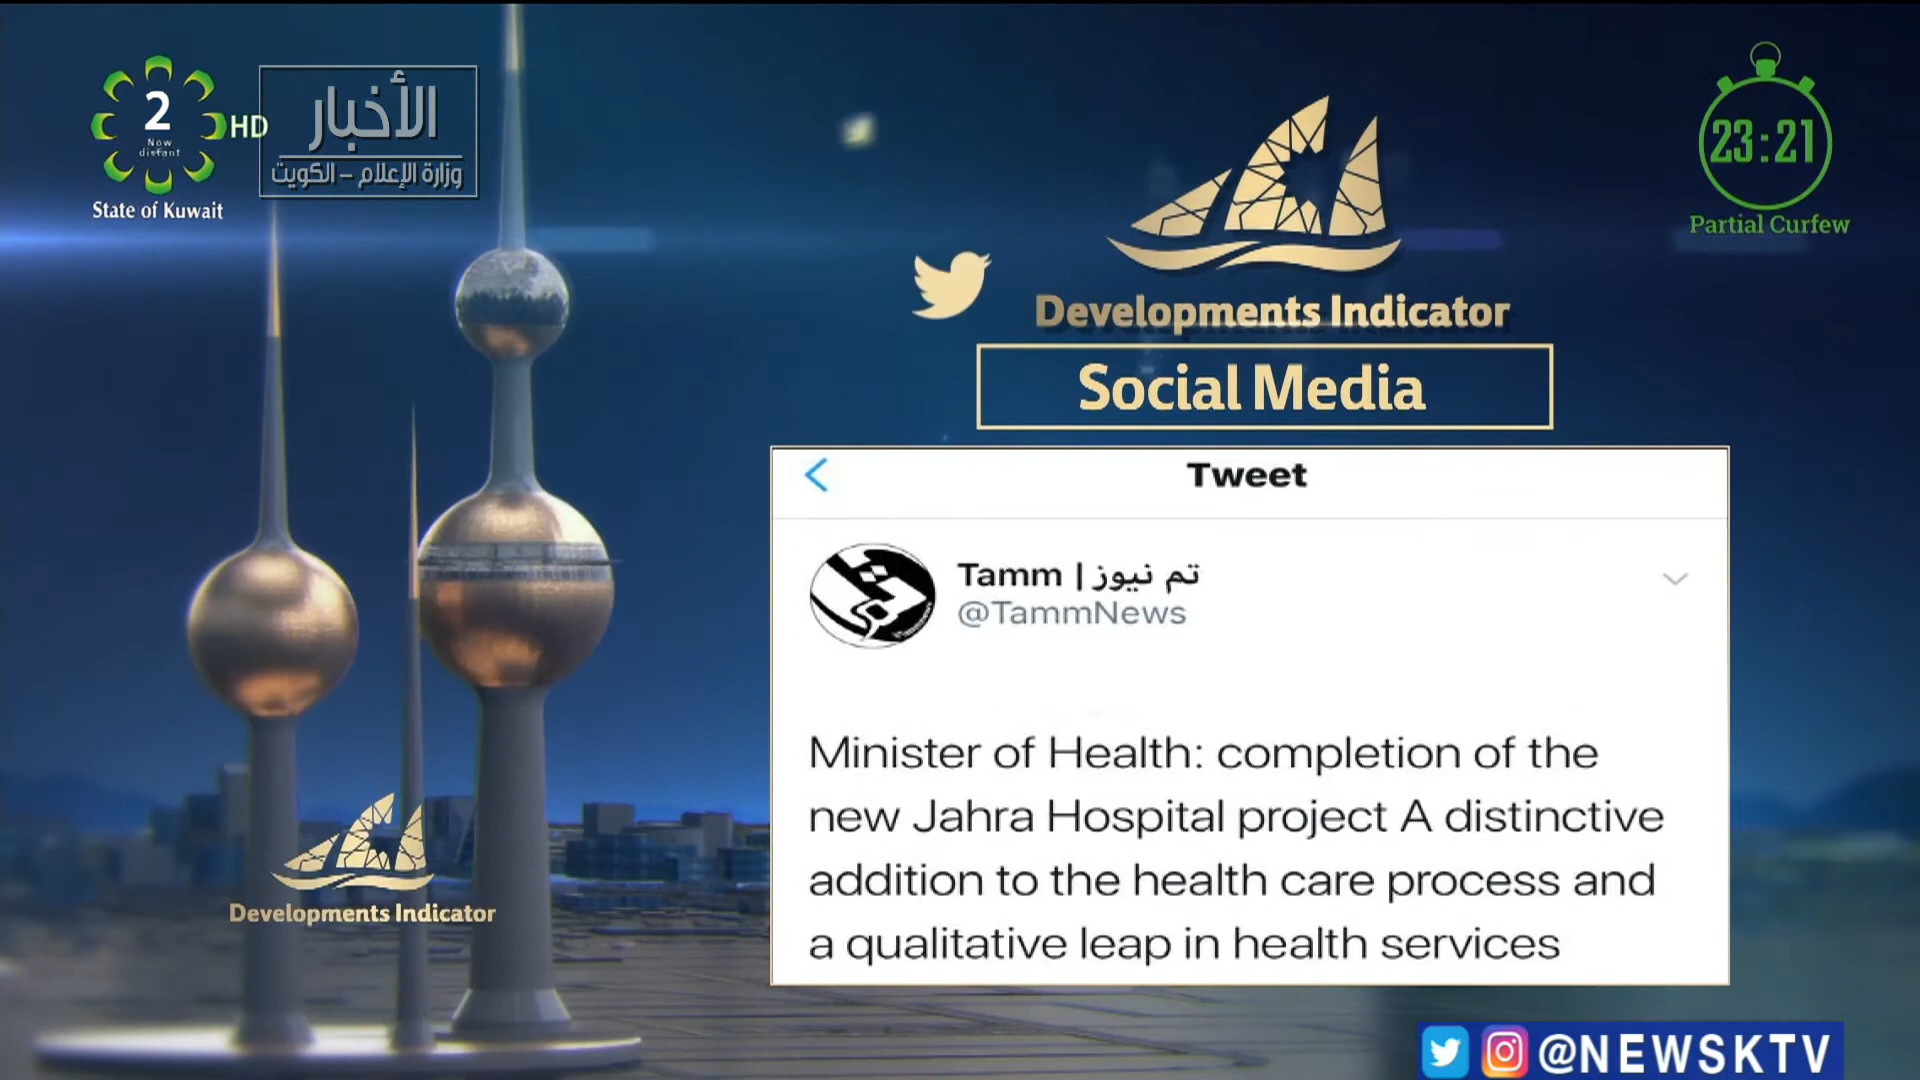 2
Now
distant
HD
State of Kuwait
الأخبار
وزارة الإعلام – الكويت
23:21
Partial Curfew
Developments Indicator
Social Media
Tweet
Tamm | تم نيوز
@TammNews
Minister of Health: completion of the
new Jahra Hospital project A distinctive
addition to the health care process and
a qualitative leap in health services
Developments Indicator
@NEWSKTV